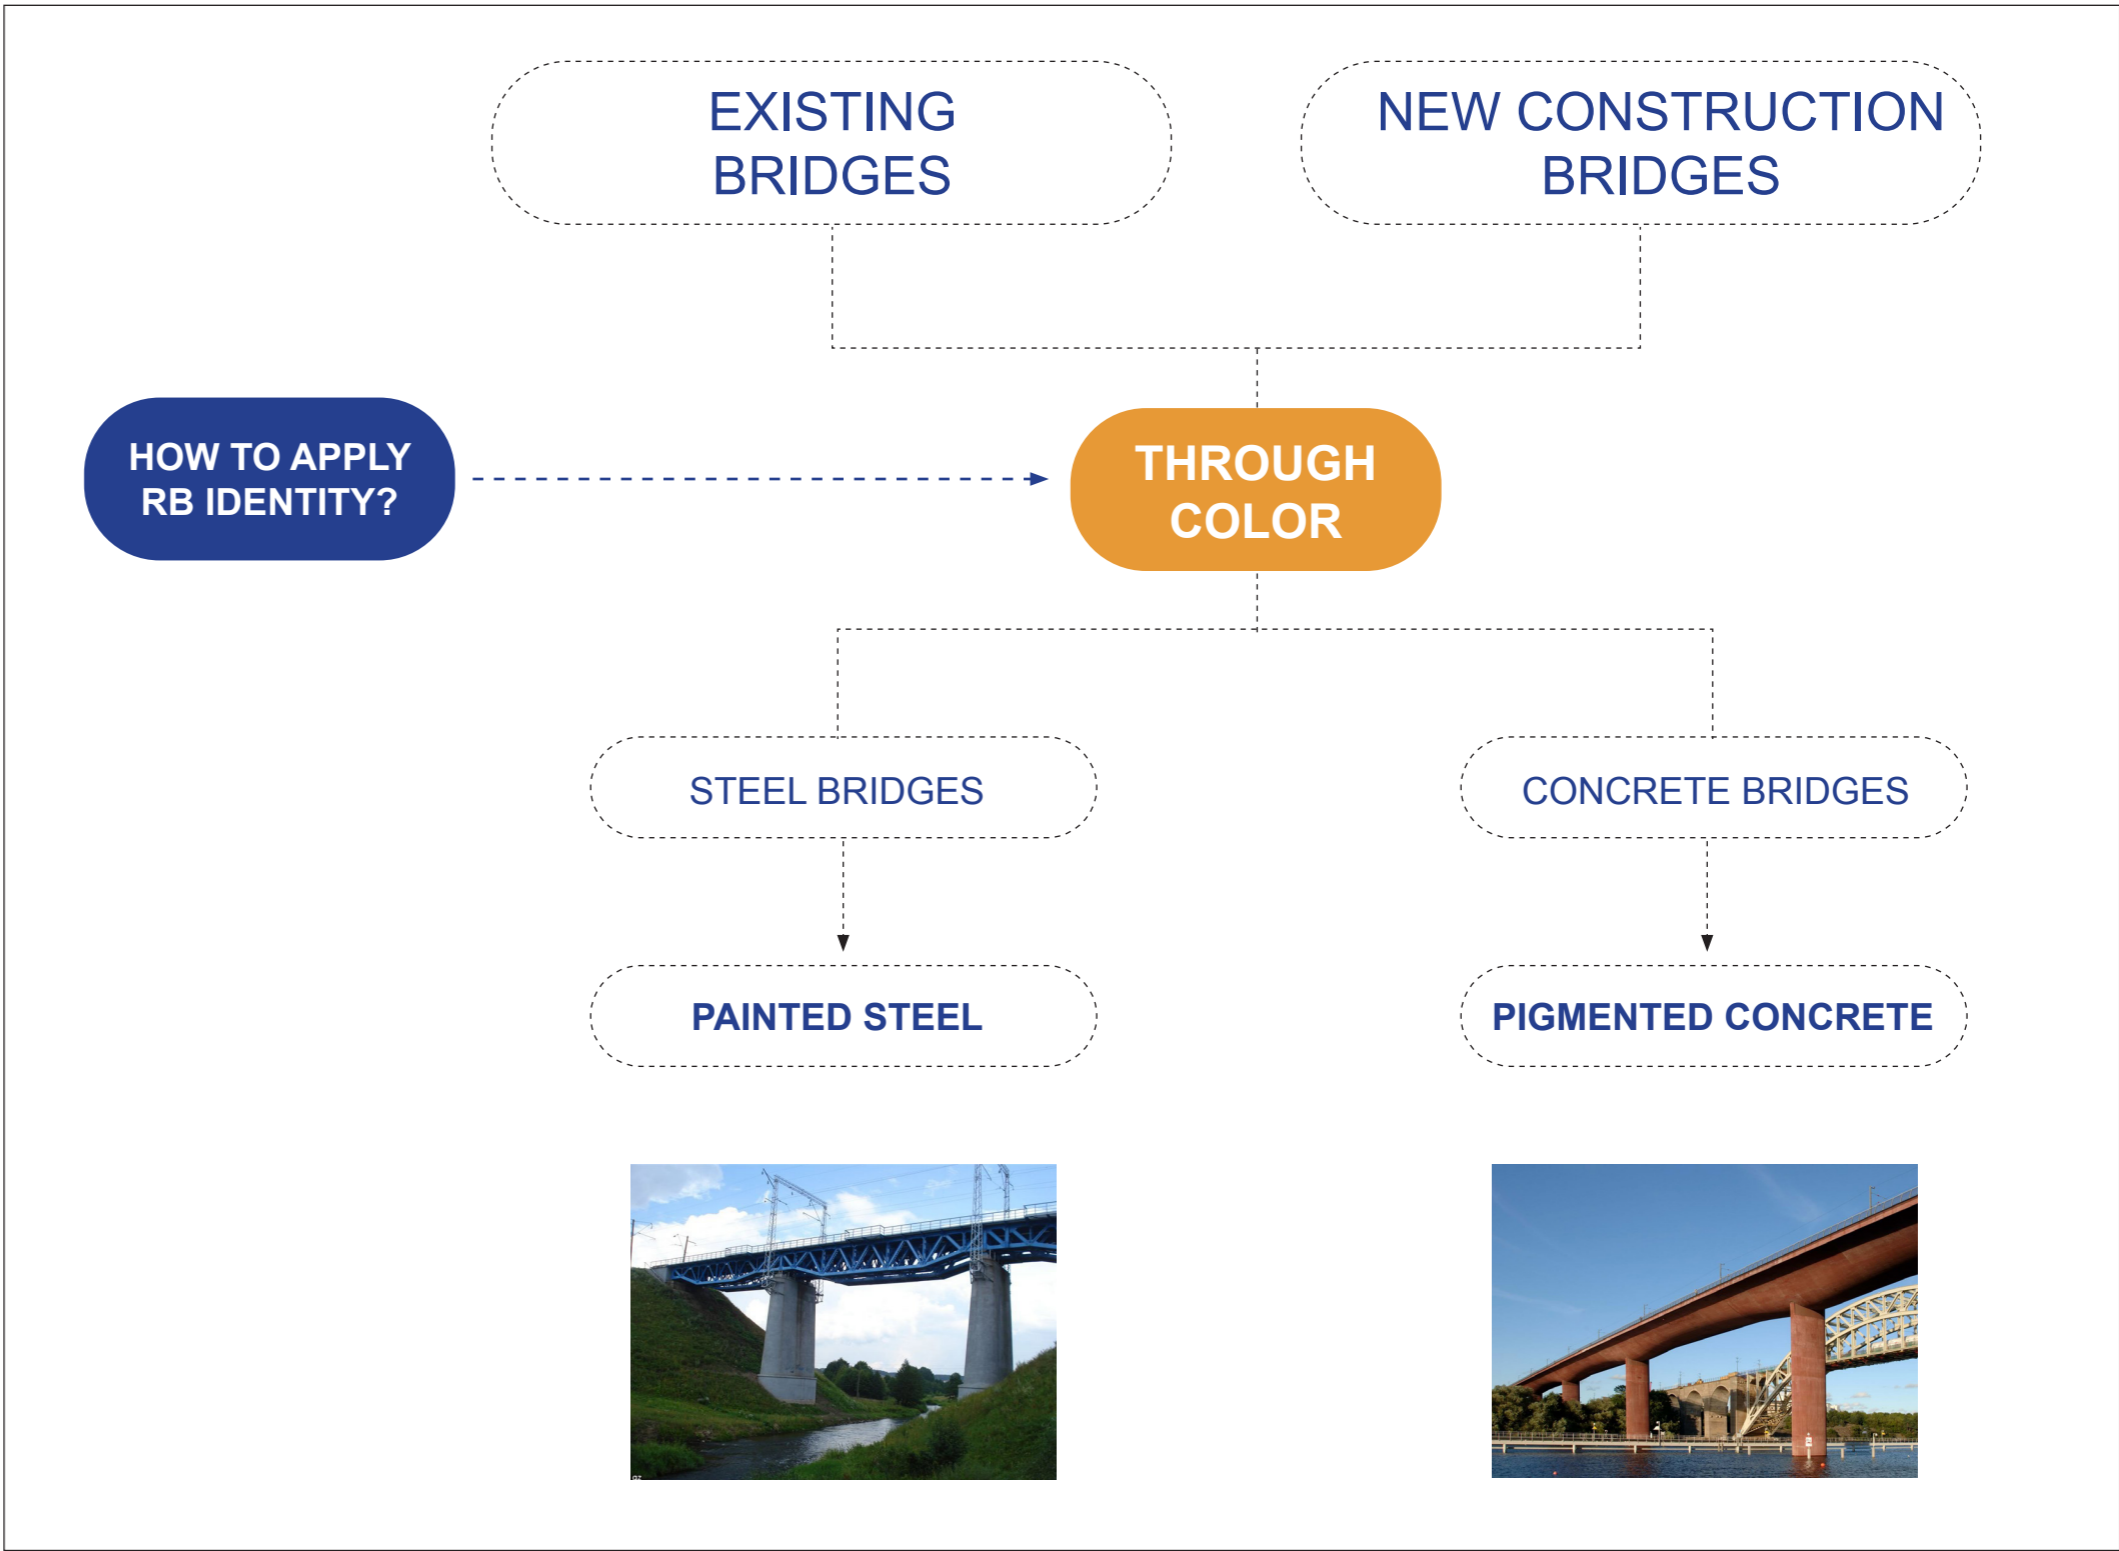 EXISTING
BRIDGES
NEW CONSTRUCTION
BRIDGES
HOW TO APPLY
RB IDENTITY?
THROUGH
COLOR
STEEL BRIDGES
CONCRETE BRIDGES
PAINTED STEEL
PIGMENTED CONCRETE